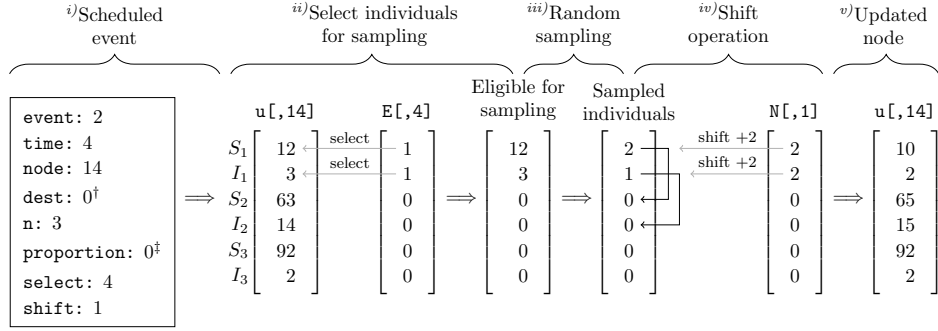 i)Scheduled event
ii)Select individuals for sampling
iii)Random sampling
iv)Shift operation
v)Updated node
event: 2
time: 4
node: 14
dest: 0†
n: 3
proportion: 0‡
select: 4
shift: 1
u[,14] E[,4] Eligible for sampling Sampled individuals N[,1] u[,14]
S1 12 select 1 12 2 shift +2 2 10
I1 3 select 1 3 1 shift +2 2 2
S2 63 0 0 0 0 65
I2 14 0 0 0 0 15
S3 92 0 0 0 0 92
I3 2 0 0 0 0 2
⟹ ⟹ ⟹ ⟹